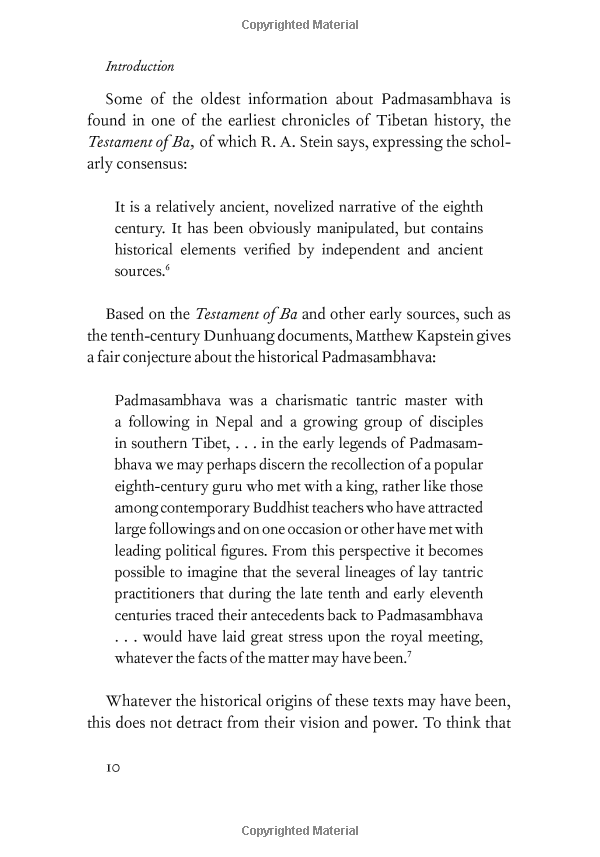 Copyrighted Material
Introduction
Some of the oldest information about Padmasambhava is
found in one of the earliest chronicles of Tibetan history, the
Testament of Ba, of which R. A. Stein says, expressing the schol-
arly consensus:
It is a relatively ancient, novelized narrative of the eighth
century. It has been obviously manipulated, but contains
historical elements verified by independent and ancient
sources.6
Based on the Testament of Ba and other early sources, such as
the tenth-century Dunhuang documents, Matthew Kapstein gives
a fair conjecture about the historical Padmasambhava:
Padmasambhava was a charismatic tantric master with
a following in Nepal and a growing group of disciples
in southern Tibet, . . . in the early legends of Padmasam-
bhava we may perhaps discern the recollection of a popular
eighth-century guru who met with a king, rather like those
among contemporary Buddhist teachers who have attracted
large followings and on one occasion or other have met with
leading political figures. From this perspective it becomes
possible to imagine that the several lineages of lay tantric
practitioners that during the late tenth and early eleventh
centuries traced their antecedents back to Padmasambhava
. . . would have laid great stress upon the royal meeting,
whatever the facts of the matter may have been.7
Whatever the historical origins of these texts may have been,
this does not detract from their vision and power. To think that
10
Copyrighted Material